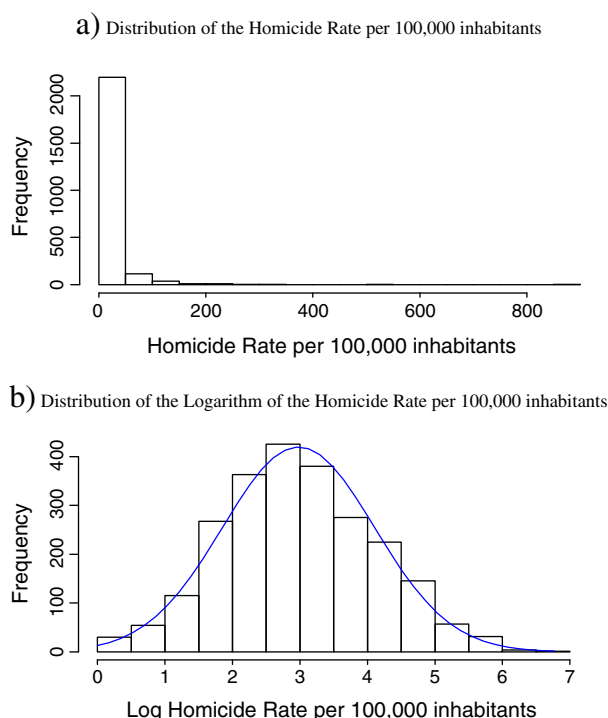 a) Distribution of the Homicide Rate per 100,000 inhabitants
Frequency
2000
1500
1000
500
0
0 200 400 600 800
Homicide Rate per 100,000 inhabitants
b) Distribution of the Logarithm of the Homicide Rate per 100,000 inhabitants
Frequency
400
300
200
100
0
0 1 2 3 4 5 6 7
Log Homicide Rate per 100,000 inhabitants